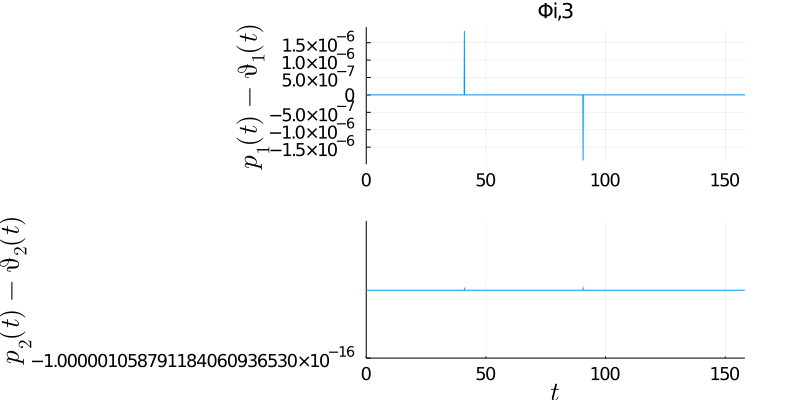 Φi,3
p₁(t) − ϑ₁(t)
1.5×10⁻⁶
1.0×10⁻⁶
5.0×10⁻⁷
0
−5.0×10⁻⁷
−1.0×10⁻⁶
−1.5×10⁻⁶
0 50 100 150
p₂(t) − ϑ₂(t)
−1.000001058791184060936530×10⁻¹⁶
0 50 100 150
t